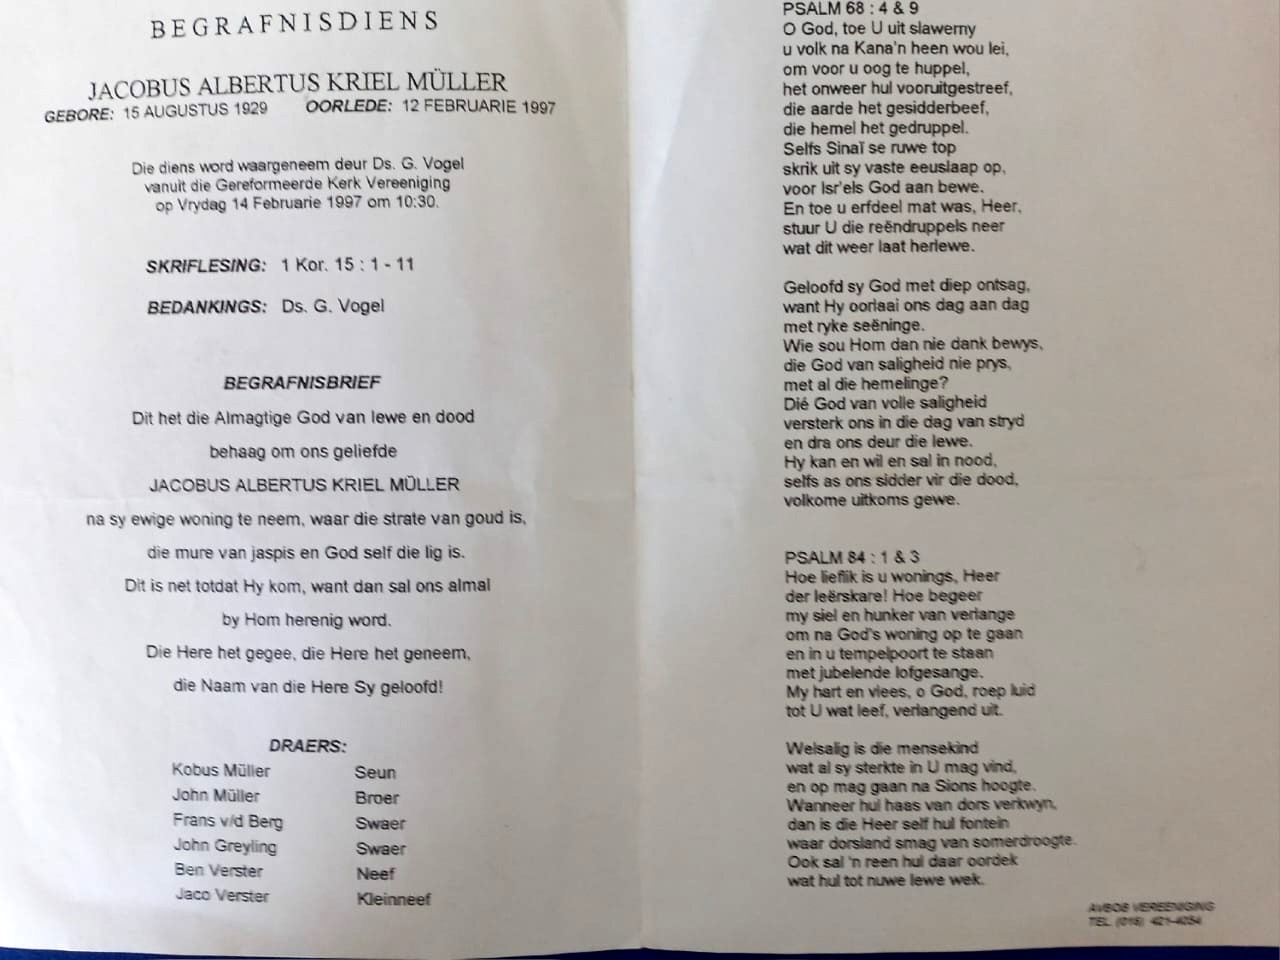 BEGRAFNISDIENS
JACOBUS ALBERTUS KRIEL MÜLLER
GEBORE: 15 AUGUSTUS 1929 OORLEDE: 12 FEBRUARIE 1997
Die diens word waargeneem deur Ds. G. Vogel
vanuit die Gereformeerde Kerk Vereeniging
op Vrydag 14 Februarie 1997 om 10:30.
SKRIFLESING: 1 Kor. 15 : 1 - 11
BEDANKINGS: Ds. G. Vogel
BEGRAFNISBRIEF
Dit het die Almagtige God van lewe en dood
behaag om ons geliefde
JACOBUS ALBERTUS KRIEL MÜLLER
na sy ewige woning te neem, waar die strate van goud is,
die mure van jaspis en God self die lig is.
Dit is net totdat Hy kom, want dan sal ons almal
by Hom herenig word.
Die Here het gegee, die Here het geneem,
die Naam van die Here Sy geloofd!
DRAERS:
Kobus Müller Seun
John Müller Broer
Frans v/d Berg Swaer
John Greyling Swaer
Ben Verster Neef
Jaco Verster Kleinneef
PSALM 68 : 4 & 9
O God, toe U uit slawerny
u volk na Kana'n heen wou lei,
om voor u oog te huppel,
het onweer hul vooruitgestreef,
die aarde het gesidderbeef,
die hemel het gedruppel.
Selfs Sinaï se ruwe top
skrik uit sy vaste eeuslaap op,
voor Isr'els God aan bewe.
En toe u erfdeel mat was, Heer,
stuur U die reëndruppels neer
wat dit weer laat herlewe.
Geloofd sy God met diep ontsag,
want Hy oorlaai ons dag aan dag
met ryke seëninge.
Wie sou Hom dan nie dank bewys,
die God van saligheid nie prys,
met al die hemelinge?
Dié God van volle saligheid
versterk ons in die dag van stryd
en dra ons deur die lewe.
Hy kan en wil en sal in nood,
selfs as ons sidder vir die dood,
volkome uitkoms gewe.
PSALM 84 : 1 & 3
Hoe lieflik is u wonings, Heer
der leërskare! Hoe begeer
my siel en hunker van verlange
om na God's woning op te gaan
en in u tempelpoort te staan
met jubelende lofgesange.
My hart en vlees, o God, roep luid
tot U wat leef, verlangend uit.
Welsalig is die mensekind
wat al sy sterkte in U mag vind,
en op mag gaan na Sions hoogte.
Wanneer hul haas van dors verkwyn,
dan is die Heer self hul fontein
waar dorsland smag van somerdroogte.
Ook sal 'n reen hul daar oordek
wat hul tot nuwe lewe wek.
AVBOB VEREENIGING
TEL. (016) 421-4054